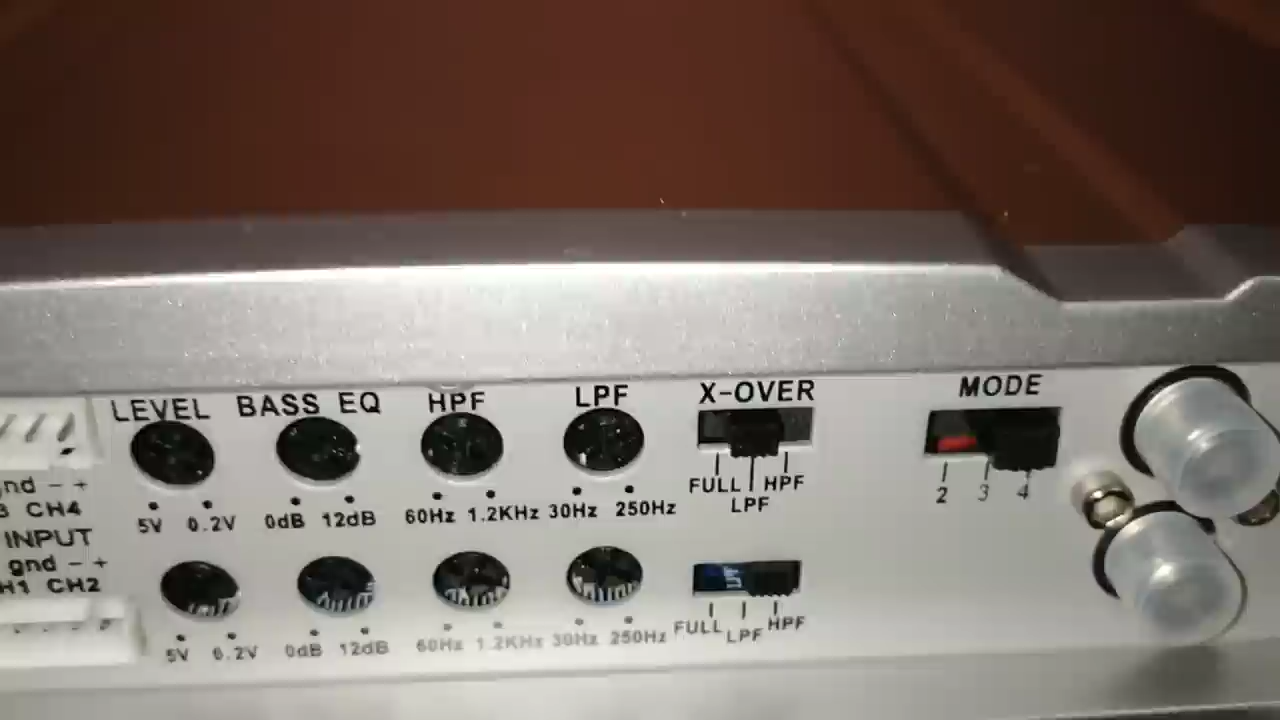 LEVEL BASS EQ HPF LPF X-OVER MODE
gnd - +
3 CH4
5V 0.2V 0dB 12dB 60Hz 1.2KHz 30Hz 250Hz
FULL LPF HPF
2 3 4
INPUT
gnd - +
H1 CH2
5V 0.2V 0dB 12dB 60Hz 1.2KHz 30Hz 250Hz
FULL LPF HPF